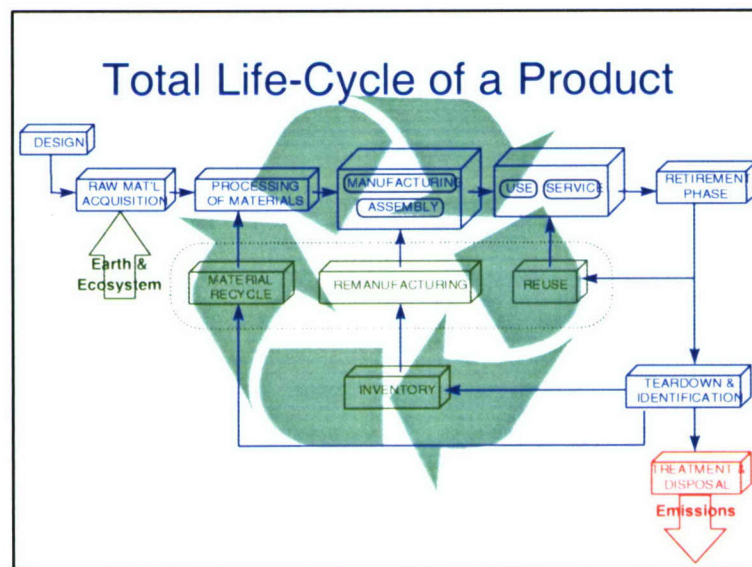 Total Life-Cycle of a Product
DESIGN
RAW MAT'L
ACQUISITION
PROCESSING
OF MATERIALS
MANUFACTURING
ASSEMBLY
USE
SERVICE
RETIREMENT
PHASE
Earth &
Ecosystem
MATERIAL
RECYCLE
REMANUFACTURING
REUSE
INVENTORY
TEARDOWN &
IDENTIFICATION
TREATMENT &
DISPOSAL
Emissions